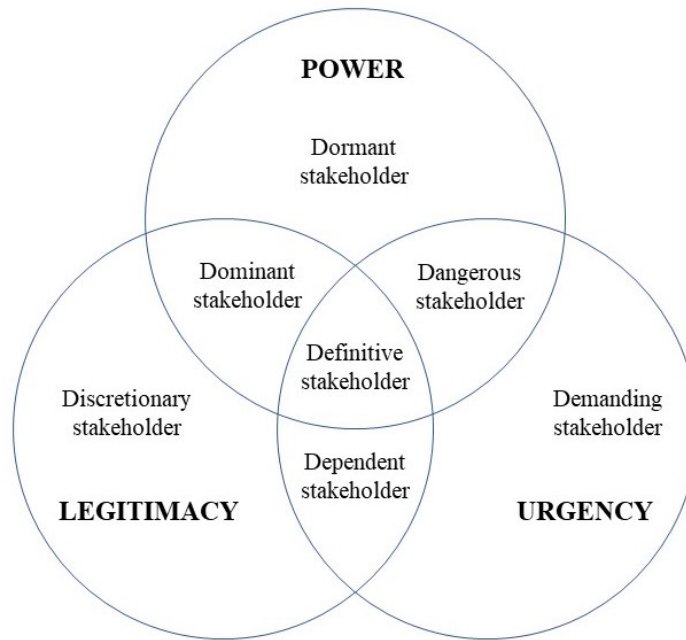 POWER
Dormant
stakeholder
Dominant
stakeholder
Dangerous
stakeholder
Definitive
stakeholder
Discretionary
stakeholder
Demanding
stakeholder
Dependent
stakeholder
LEGITIMACY
URGENCY